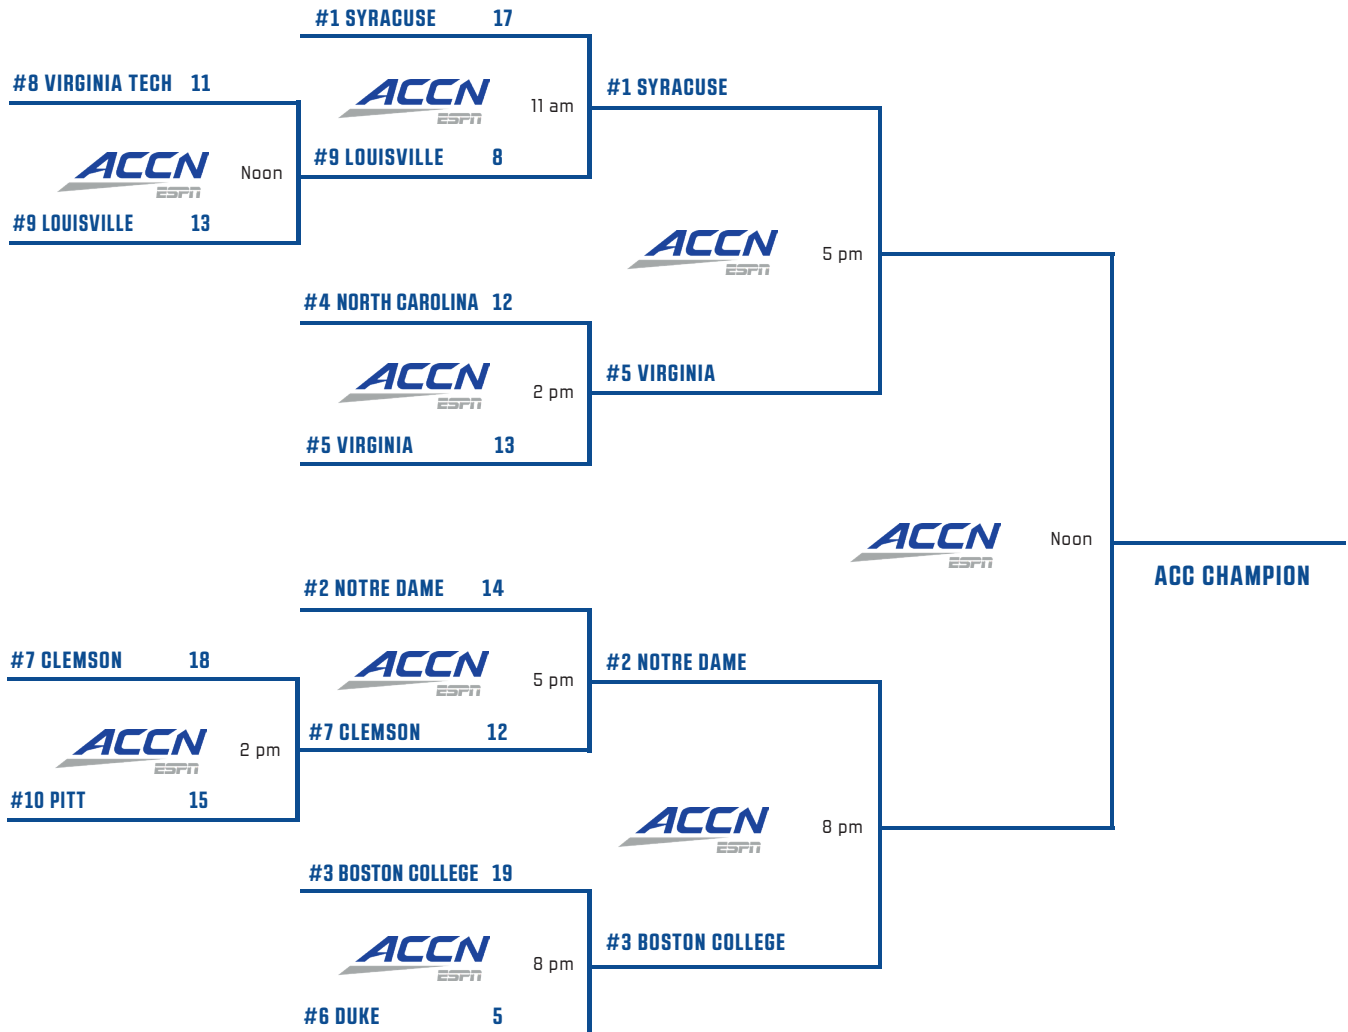 #1 SYRACUSE 17
#8 VIRGINIA TECH 11
ACCN
ESPN
11 am
#1 SYRACUSE
ACCN
ESPN
Noon
#9 LOUISVILLE 8
#9 LOUISVILLE 13
ACCN
ESPN
5 pm
#4 NORTH CAROLINA 12
ACCN
ESPN
2 pm
#5 VIRGINIA
#5 VIRGINIA 13
ACCN
ESPN
Noon
ACC CHAMPION
#2 NOTRE DAME 14
#7 CLEMSON 18
ACCN
ESPN
5 pm
#2 NOTRE DAME
#7 CLEMSON 12
ACCN
ESPN
2 pm
#10 PITT 15
ACCN
ESPN
8 pm
#3 BOSTON COLLEGE 19
ACCN
ESPN
8 pm
#3 BOSTON COLLEGE
#6 DUKE 5